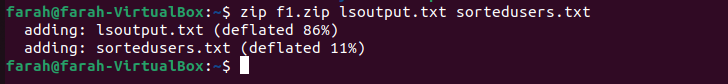 farah@farah-VirtualBox:~$ zip f1.zip lsoutput.txt sortedusers.txt
  adding: lsoutput.txt (deflated 86%)
  adding: sortedusers.txt (deflated 11%)
farah@farah-VirtualBox:~$